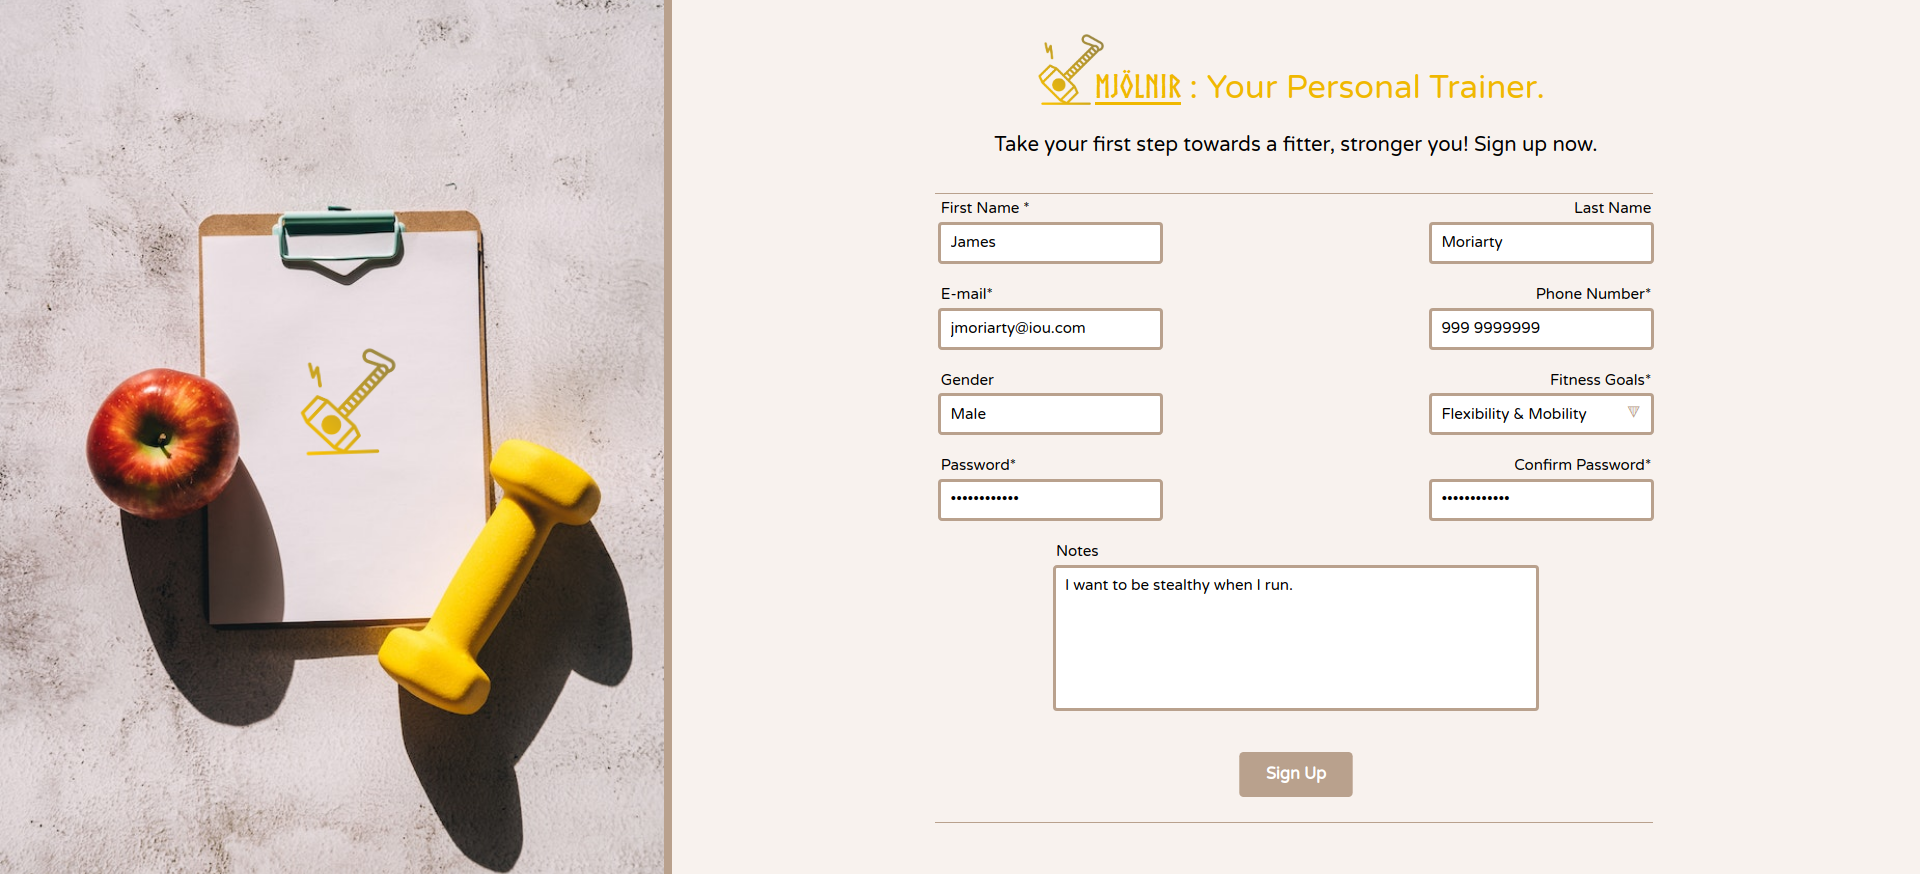 MJÖLNIR : Your Personal Trainer.
Take your first step towards a fitter, stronger you! Sign up now.
First Name * Last Name
James Moriarty
E-mail* Phone Number*
jmoriarty@iou.com 999 9999999
Gender Fitness Goals*
Male Flexibility & Mobility
Password* Confirm Password*
•••••••••••• ••••••••••••
Notes
I want to be stealthy when I run.
Sign Up